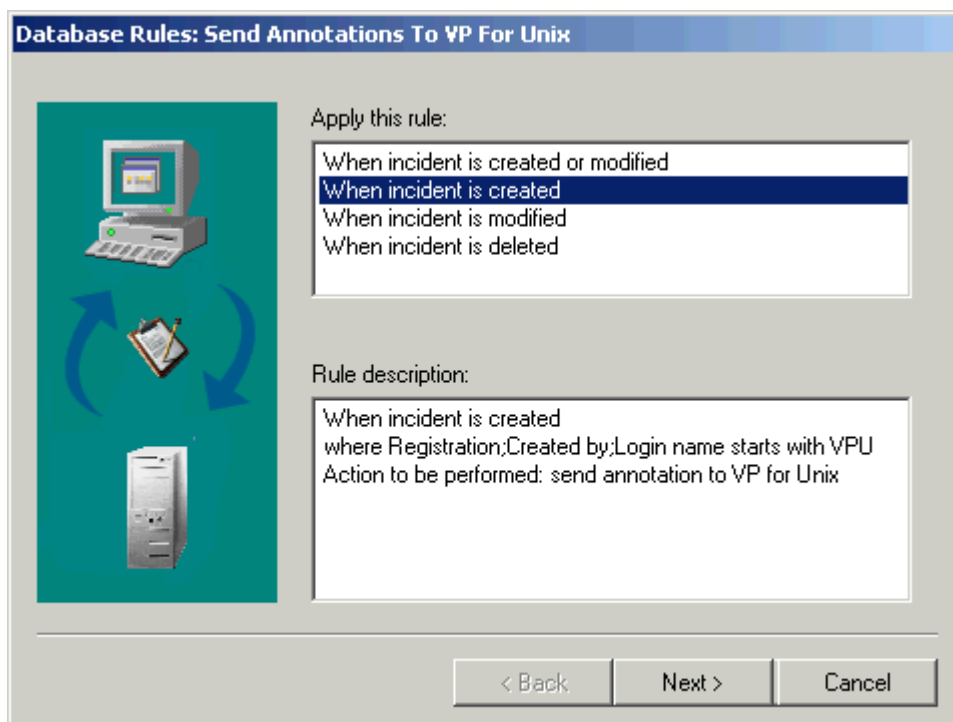 Database Rules: Send Annotations To VP For Unix
Apply this rule:
When incident is created or modified
When incident is created
When incident is modified
When incident is deleted
Rule description:
When incident is created
where Registration;Created by;Login name starts with VPU
Action to be performed: send annotation to VP for Unix
< Back
Next >
Cancel